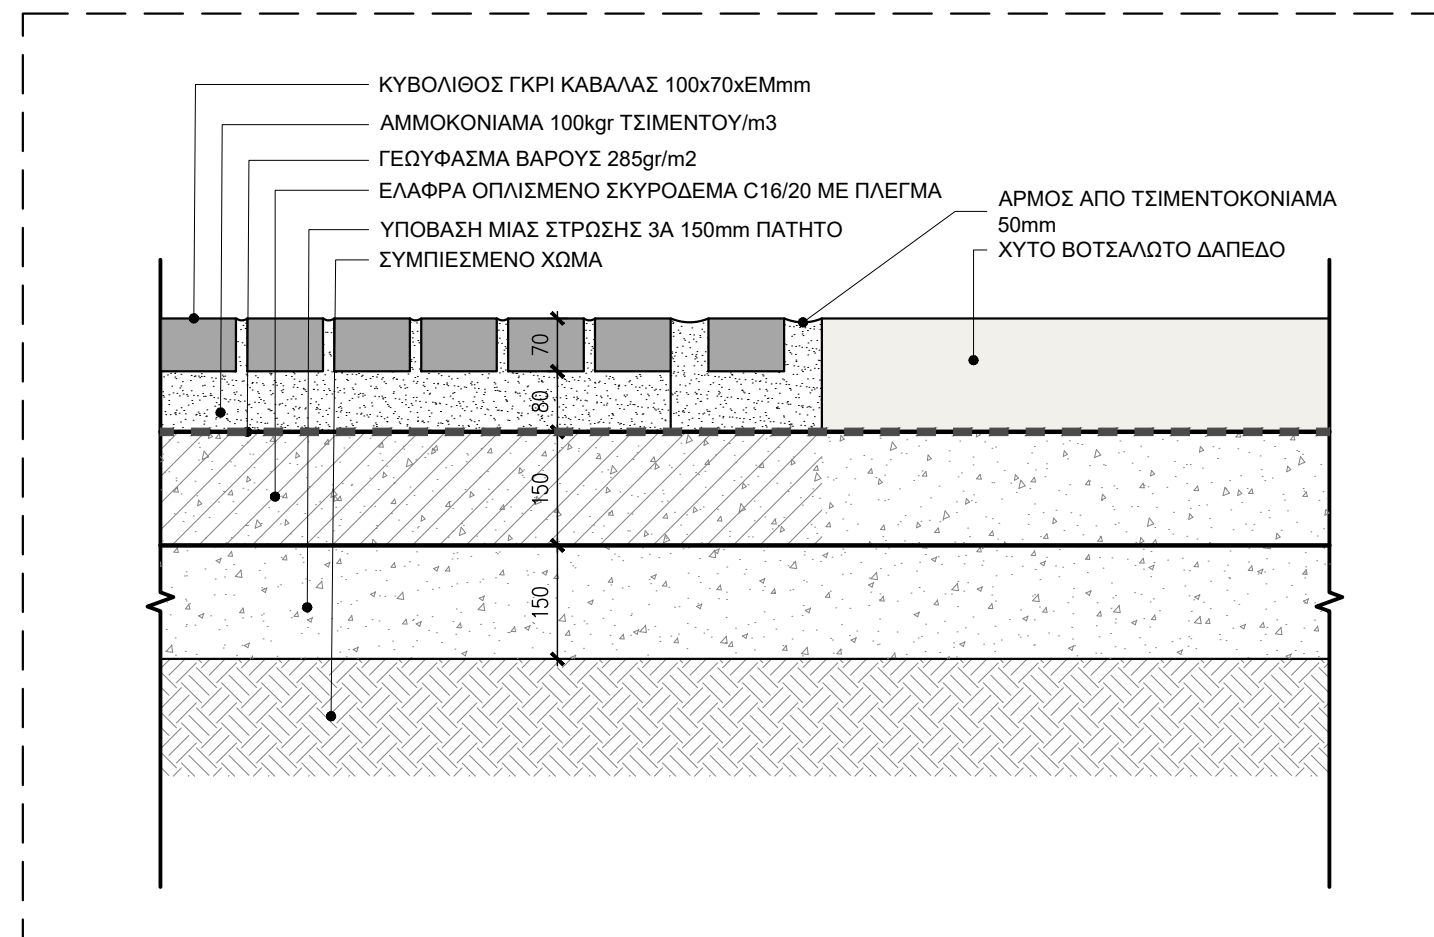 ΚΥΒΟΛΙΘΟΣ ΓΚΡΙ ΚΑΒΑΛΑΣ 100x70xEMmm
ΑΜΜΟΚΟΝΙΑΜΑ 100kgr ΤΣΙΜΕΝΤΟΥ/m3
ΓΕΩΥΦΑΣΜΑ ΒΑΡΟΥΣ 285gr/m2
ΕΛΑΦΡΑ ΟΠΛΙΣΜΕΝΟ ΣΚΥΡΟΔΕΜΑ C16/20 ΜΕ ΠΛΕΓΜΑ
ΥΠΟΒΑΣΗ ΜΙΑΣ ΣΤΡΩΣΗΣ 3Α 150mm ΠΑΤΗΤΟ
ΣΥΜΠΙΕΣΜΕΝΟ ΧΩΜΑ
ΑΡΜΟΣ ΑΠΟ ΤΣΙΜΕΝΤΟΚΟΝΙΑΜΑ
50mm
ΧΥΤΟ ΒΟΤΣΑΛΩΤΟ ΔΑΠΕΔΟ
70
80
150
150